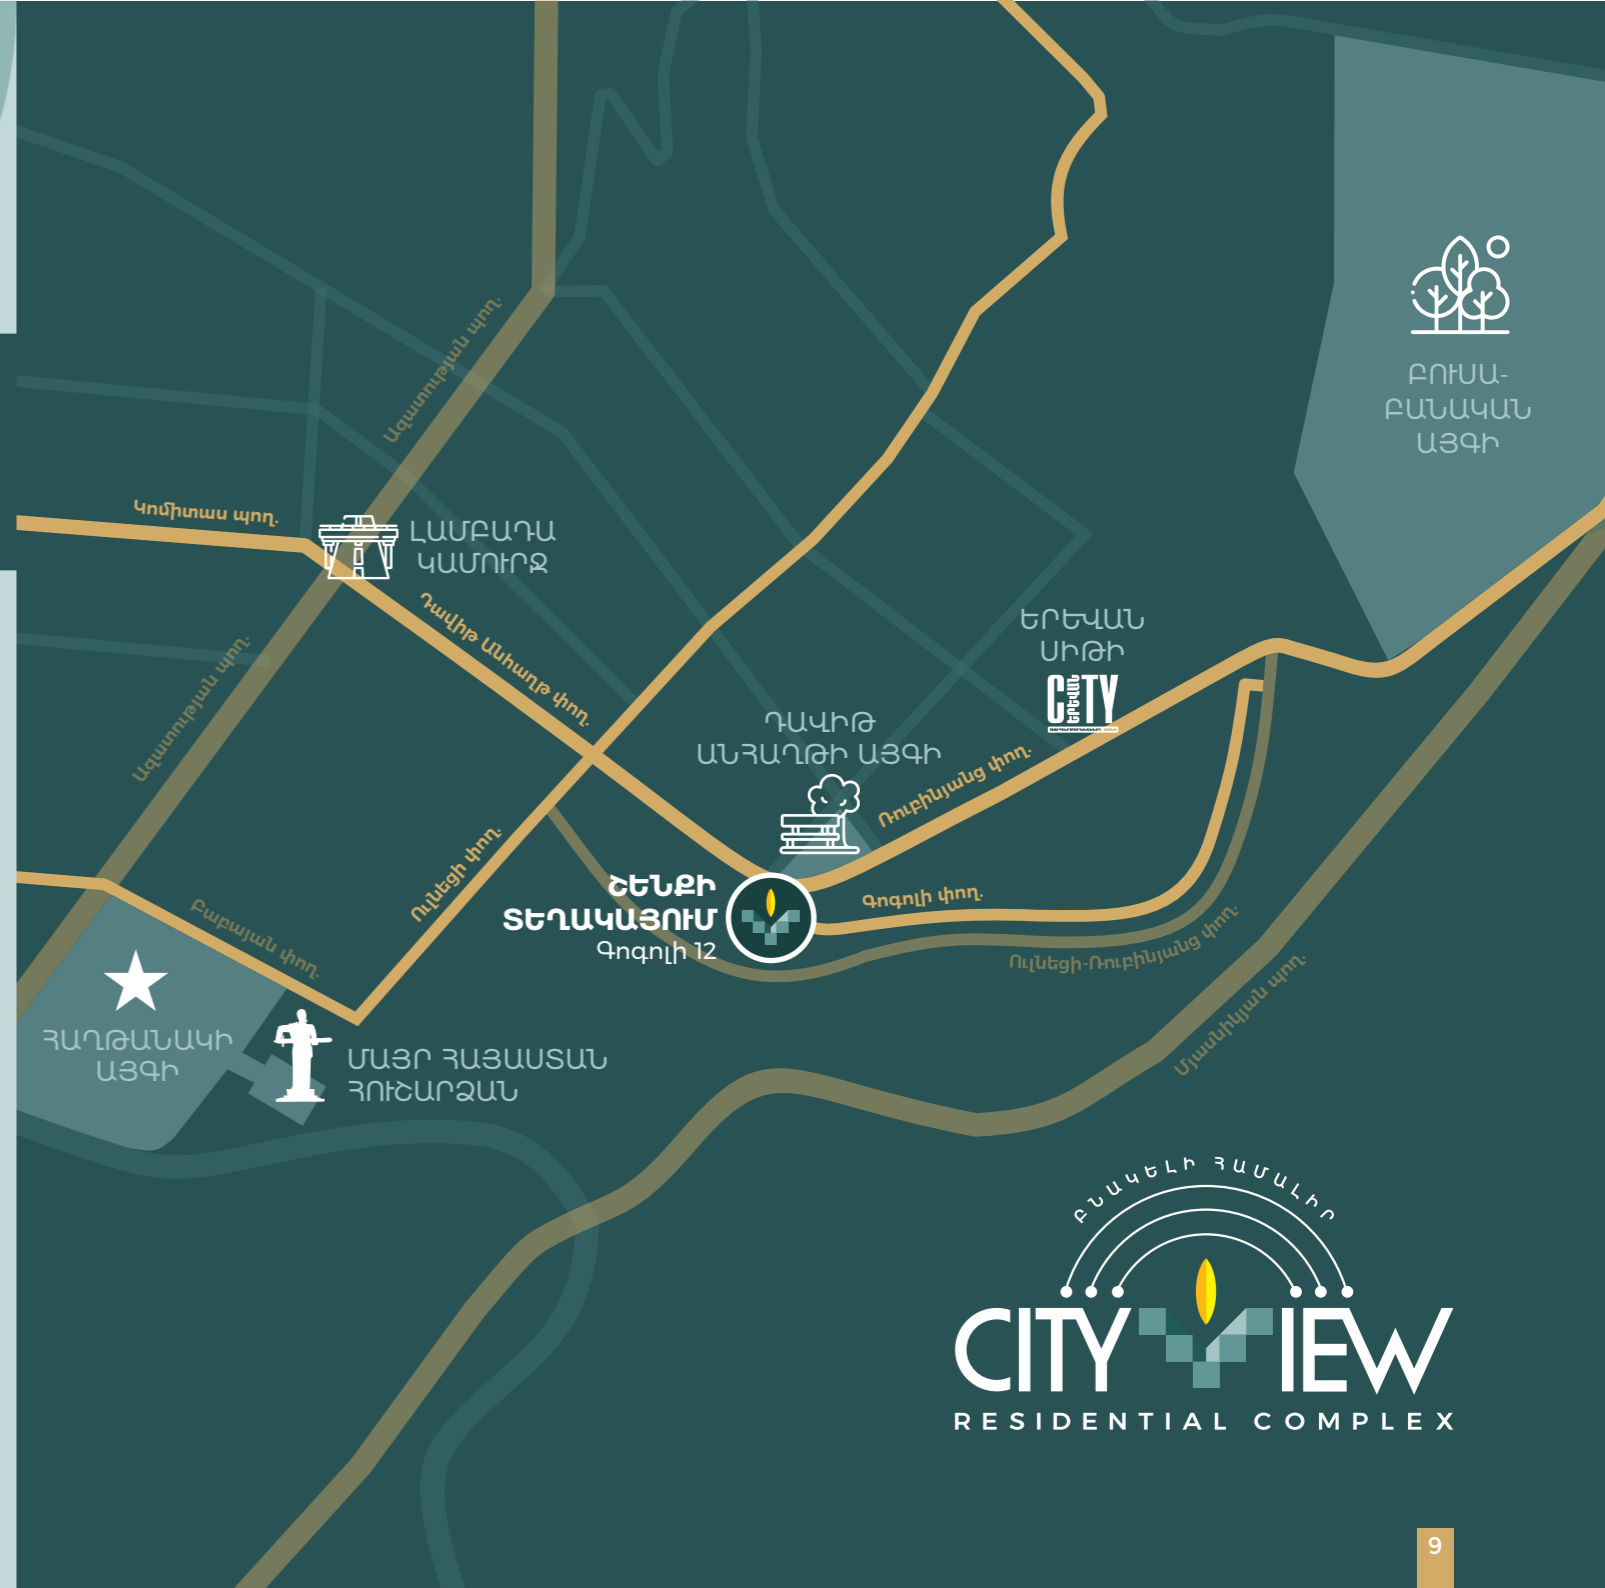 Ազատության պող.
ԲՈՒՍԱ-
ԲԱՆԱԿԱՆ
ԱՅԳԻ
Կոմիտաս պող.
ԼԱՄԲԱԴԱ
ԿԱՄՈՒՐՋ
Դավիթ Անհաղթ փող.
ԵՐԵՎԱՆ
ՍԻԹԻ
CITY
ԵՐԵՎԱՆ
Ազատության պող.
ԴԱՎԻԹ
ԱՆՀԱՂԹԻ ԱՅԳԻ
Ռուբինյանց փող.
Ուլնեցի փող.
ՇԵՆՔԻ
ՏԵՂԱԿԱՅՈՒՄ
Գոգոլի 12
Գոգոլի փող.
Բաբայան փող.
Ուլնեցի-Ռուբինյանց փող.
Մյասնիկյան պող.
ՀԱՂԹԱՆԱԿԻ
ԱՅԳԻ
ՄԱՅՐ ՀԱՅԱՍՏԱՆ
ՀՈՒՇԱՐՁԱՆ
ԲՆԱԿԵԼԻ ՀԱՄԱԼԻՐ
CITY VIEW
RESIDENTIAL COMPLEX
9